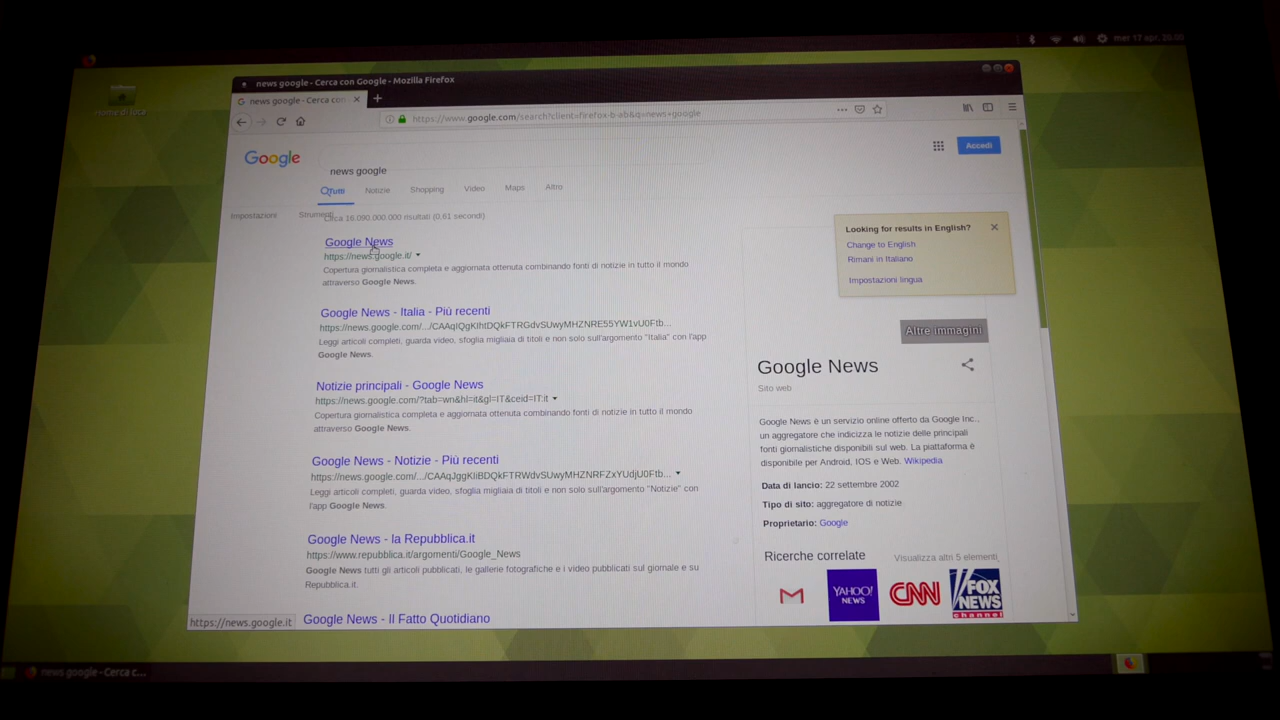 mer 17 apr, 20.00
Home di luca
news google - Cerca con Google - Mozilla Firefox
news google - Cerca con
https://www.google.com/search?client=firefox-b-ab&q=news+google
Google
Accedi
news google
Tutti
Notizie
Shopping
Video
Maps
Altro
Impostazioni
Strumenti
Circa 16.090.000.000 risultati (0,61 secondi)
Google News
https://news.google.it/
Copertura giornalistica completa e aggiornata ottenuta combinando fonti di notizie in tutto il mondo
attraverso Google News.
Google News - Italia - Più recenti
Leggi articoli completi, guarda video, sfoglia migliaia di titoli e non solo sull'argomento "Italia" con l'app
Google News.
Notizie principali - Google News
https://news.google.com/?tab=wn&hl=it&gl=IT&ceid=IT:it
Copertura giornalistica completa e aggiornata ottenuta combinando fonti di notizie in tutto il mondo
attraverso Google News.
Google News - Notizie - Più recenti
Leggi articoli completi, guarda video, sfoglia migliaia di titoli e non solo sull'argomento "Notizie" con
l'app Google News.
Google News - la Repubblica.it
https://www.repubblica.it/argomenti/Google_News
Google News tutti gli articoli pubblicati, le gallerie fotografiche e i video pubblicati sul giornale e su
Repubblica.it.
Google News - Il Fatto Quotidiano
https://news.google.it
Looking for results in English?
Change to English
Rimani in Italiano
Impostazioni lingua
Altre immagini
Google News
Sito web
Google News è un servizio online offerto da Google Inc.,
un aggregatore che indicizza le notizie delle principali
fonti giornalistiche disponibili sul web. La piattaforma è
disponibile per Android, IOS e Web. Wikipedia
Data di lancio: 22 settembre 2002
Tipo di sito: aggregatore di notizie
Proprietario: Google
Ricerche correlate
Visualizza altri 5 elementi
YAHOO!
NEWS
CNN
FOX
NEWS
channel
news google - Cerca c...